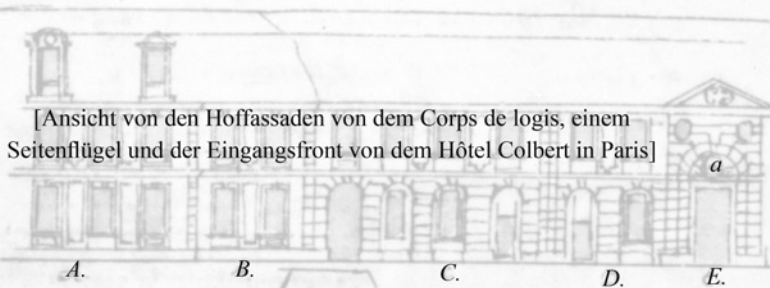 [Ansicht von den Hoffassaden von dem Corps de logis, einem
Seitenflügel und der Eingangsfront von dem Hôtel Colbert in Paris]
a
A. B. C. D. E.